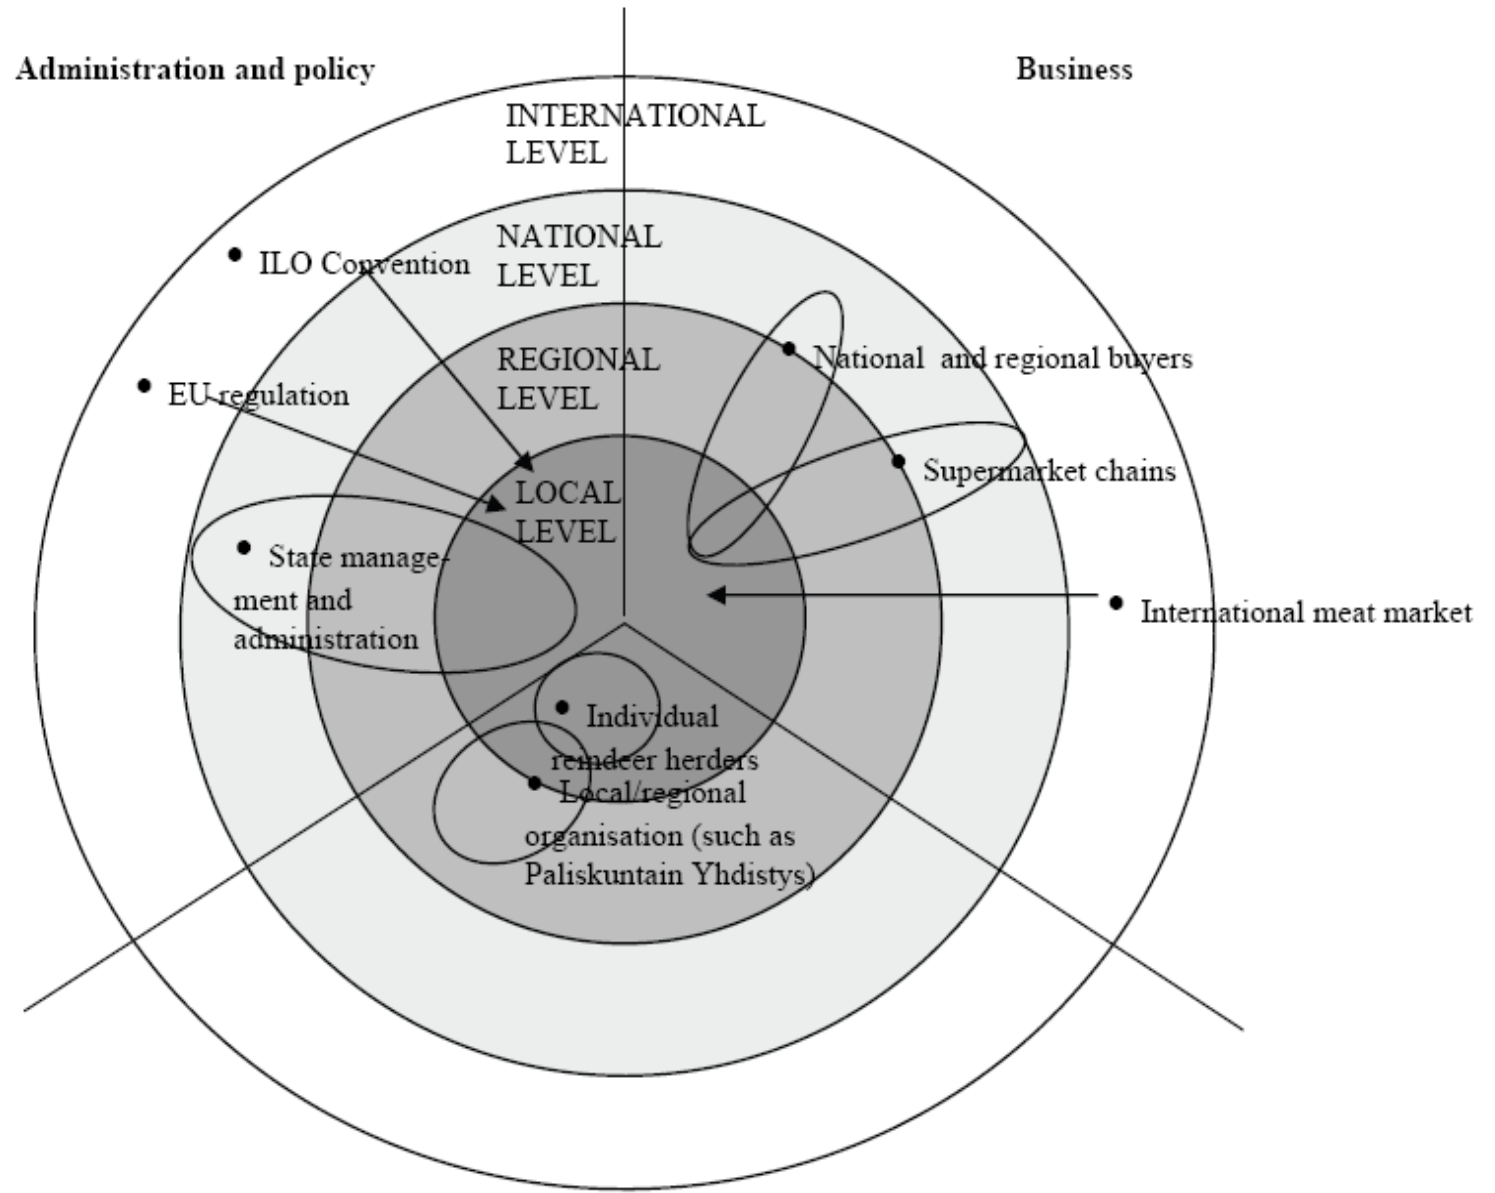 Administration and policy
Business
INTERNATIONAL
LEVEL
NATIONAL
LEVEL
ILO Convention
REGIONAL
LEVEL
National and regional buyers
EU regulation
Supermarket chains
LOCAL
LEVEL
State manage-
ment and
administration
International meat market
Individual
reindeer herders
Local/regional
organisation (such as
Paliskuntain Yhdistys)